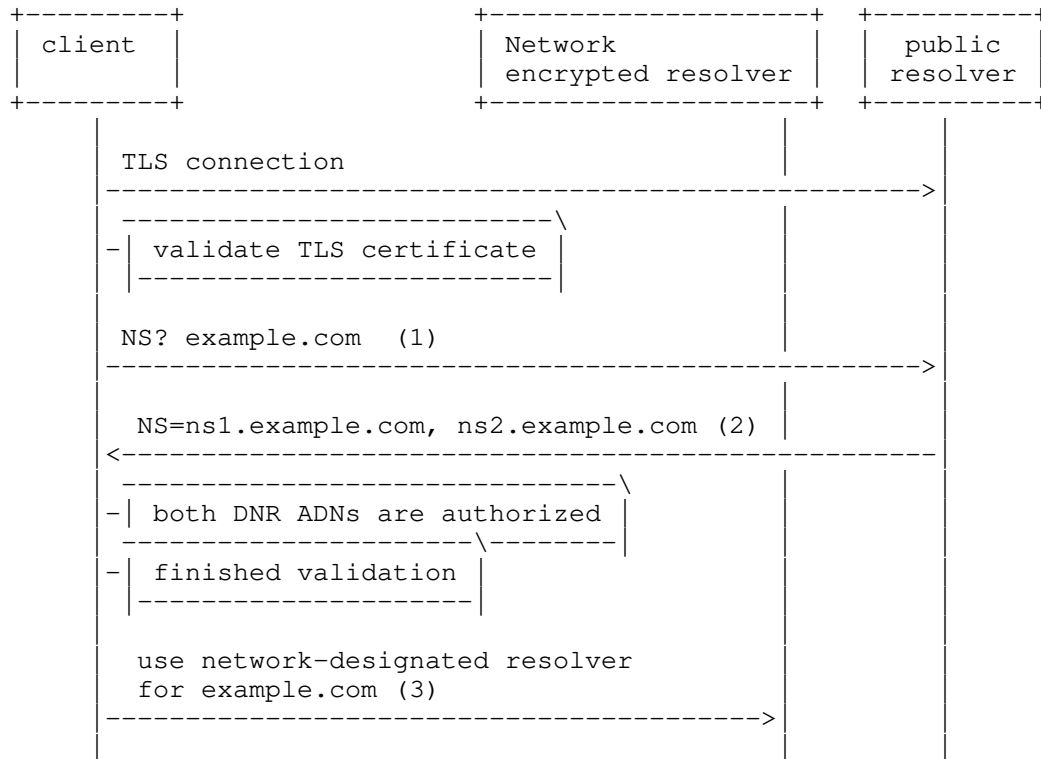 client Network public
encrypted resolver resolver
TLS connection
validate TLS certificate
NS? example.com (1)
NS=ns1.example.com, ns2.example.com (2)
both DNR ADNs are authorized
finished validation
use network-designated resolver
for example.com (3)